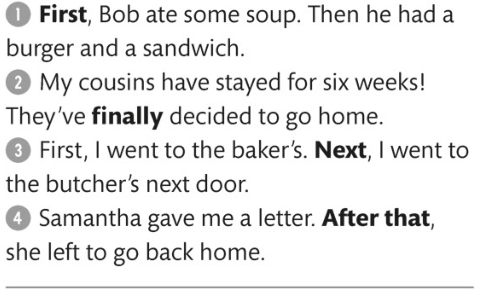 1 First, Bob ate some soup. Then he had a
burger and a sandwich.
2 My cousins have stayed for six weeks!
They’ve finally decided to go home.
3 First, I went to the baker’s. Next, I went to
the butcher’s next door.
4 Samantha gave me a letter. After that,
she left to go back home.